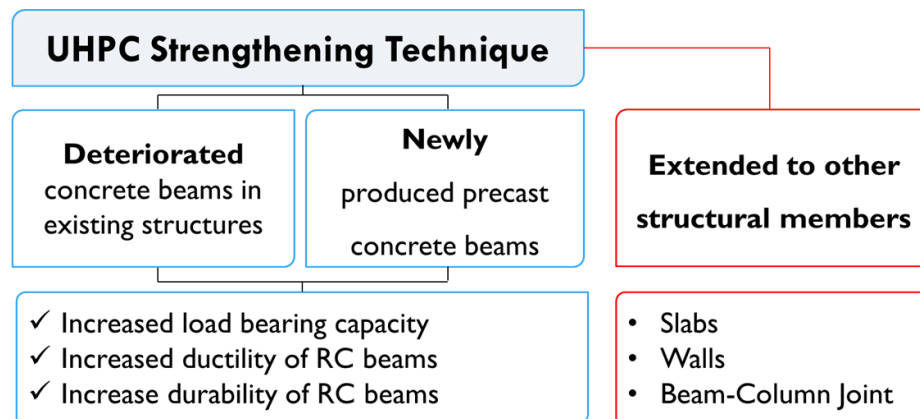 UHPC Strengthening Technique
Deteriorated
concrete beams in
existing structures
Newly
produced precast
concrete beams
Extended to other
structural members
✓ Increased load bearing capacity
✓ Increased ductility of RC beams
✓ Increase durability of RC beams
• Slabs
• Walls
• Beam-Column Joint